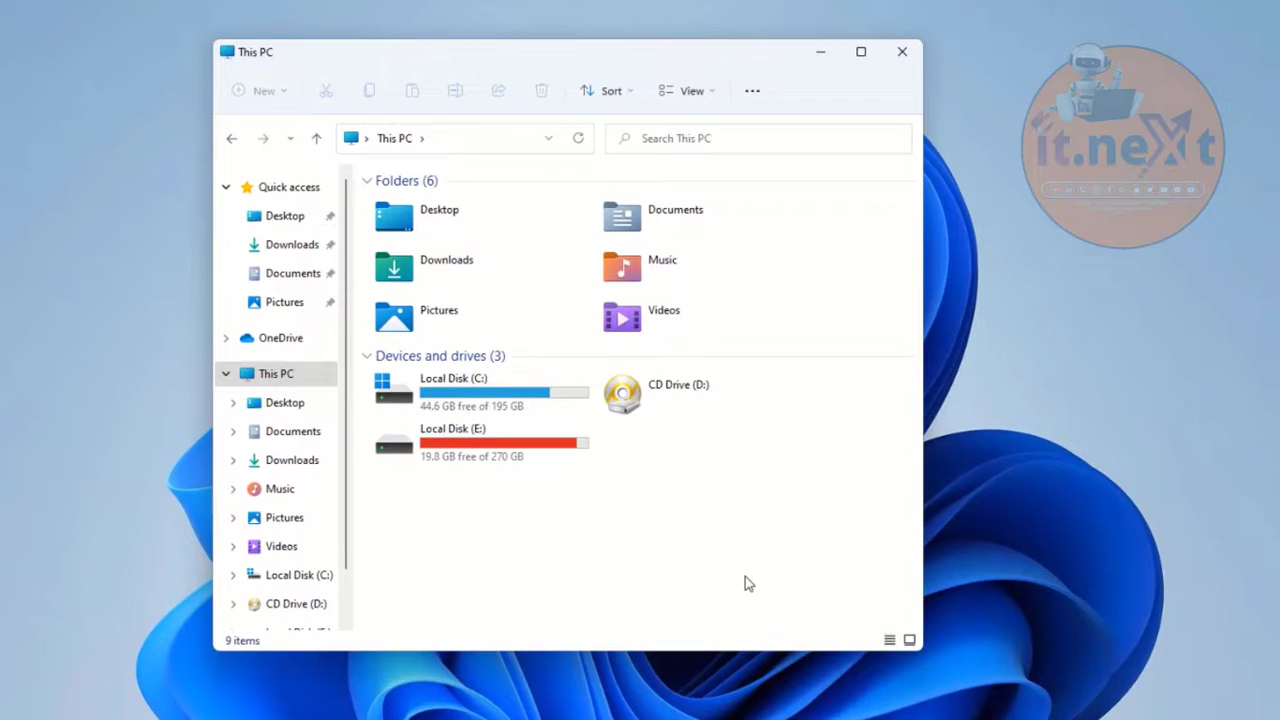 This PC
New
Sort
View
This PC
Search This PC
Quick access
Desktop
Downloads
Documents
Pictures
OneDrive
This PC
Desktop
Documents
Downloads
Music
Pictures
Videos
Local Disk (C:)
CD Drive (D:)
Folders (6)
Desktop
Documents
Downloads
Music
Pictures
Videos
Devices and drives (3)
Local Disk (C:)
44.6 GB free of 195 GB
CD Drive (D:)
Local Disk (E:)
19.8 GB free of 270 GB
9 items
it.neXt